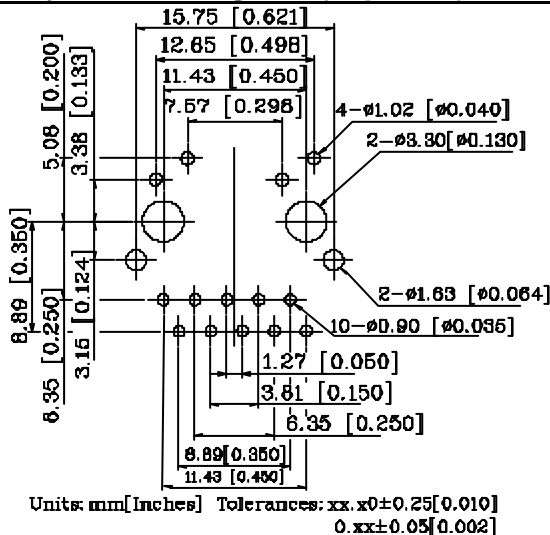 15.75 [0.621]
12.65 [0.498]
11.43 [0.450]
7.57 [0.298]
5.08 [0.200]
3.38 [0.133]
4-ø1.02 [ø0.040]
2-ø3.30[ø0.130]
8.89 [0.350]
6.35 [0.250]
3.15 [0.124]
2-ø1.63 [ø0.064]
10-ø0.90 [ø0.035]
1.27 [0.050]
3.81 [0.150]
6.35 [0.250]
8.89[0.350]
11.43 [0.450]
Units: mm[Inches] Tolerances: xx.x0±0.25[0.010]
0.xx±0.05[0.002]